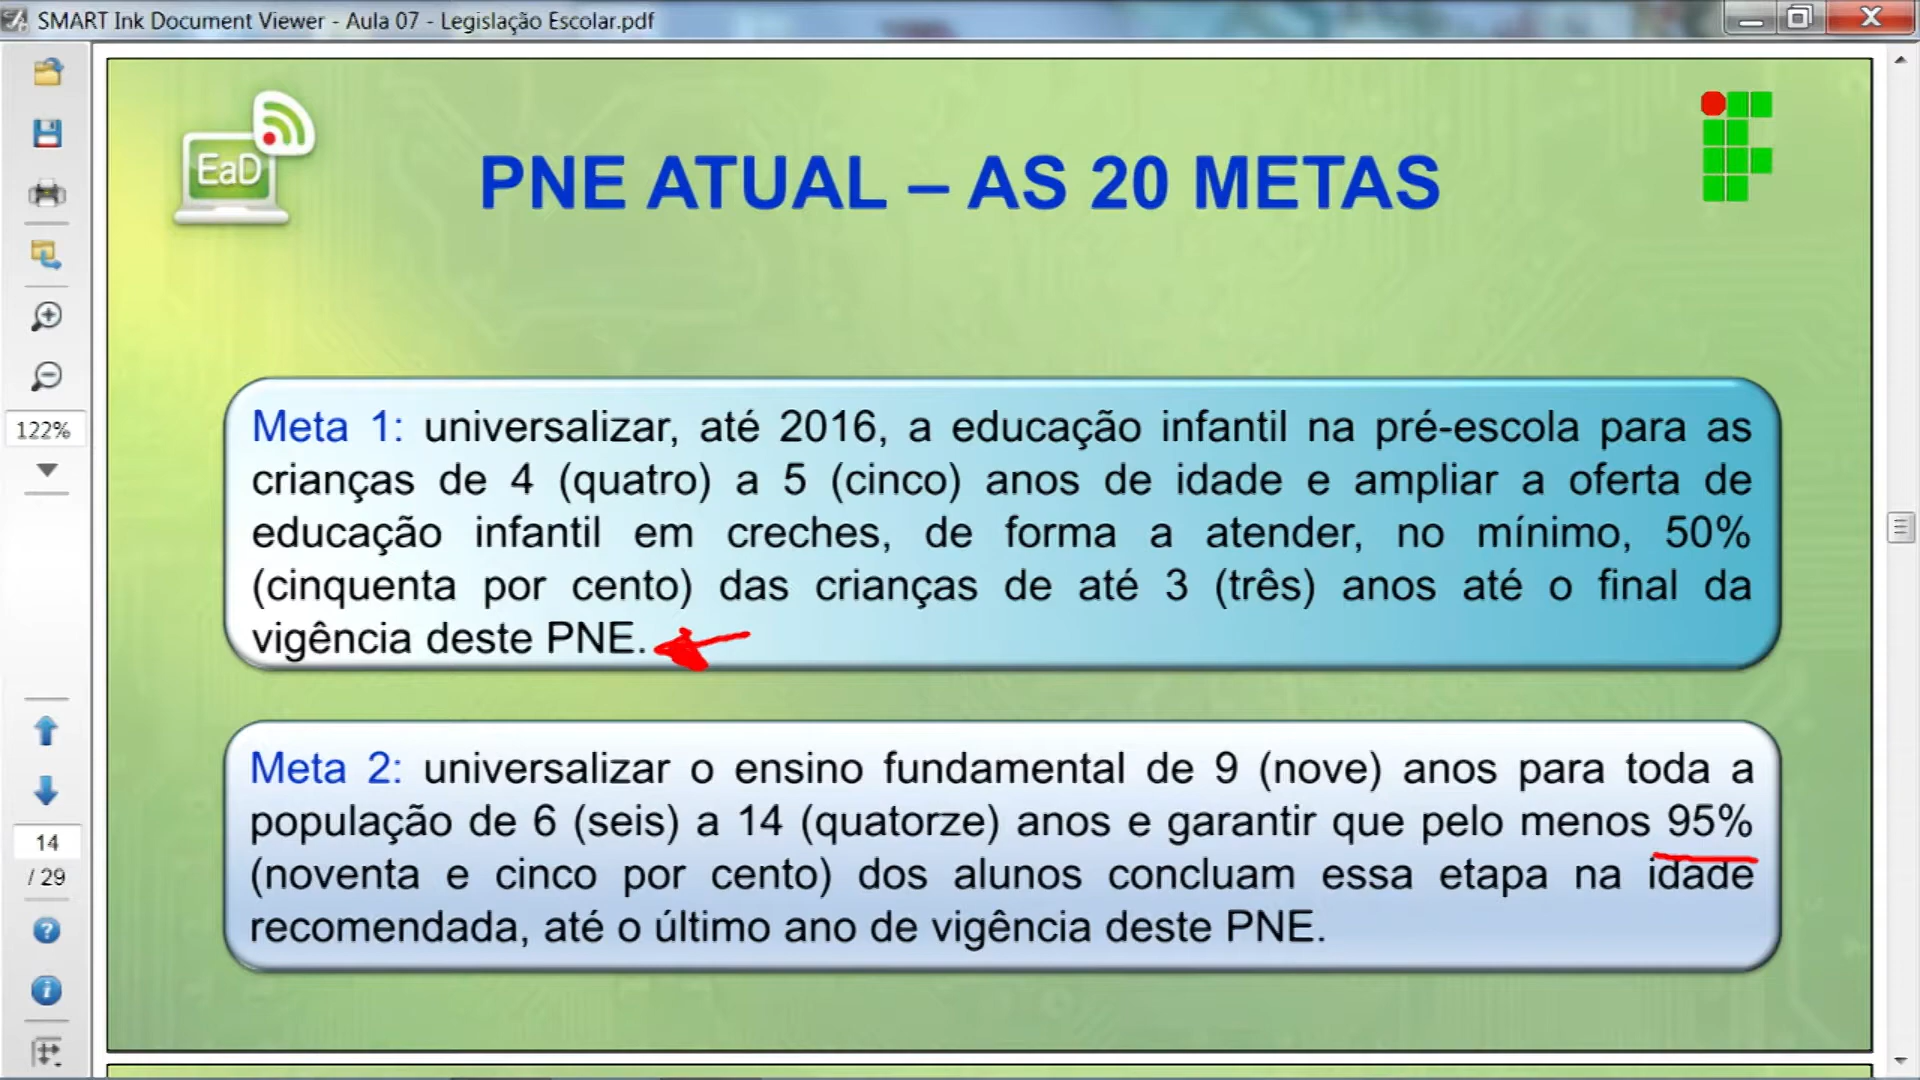 SMART Ink Document Viewer - Aula 07 - Legislação Escolar.pdf
EaD
PNE ATUAL – AS 20 METAS
122%
Meta 1: universalizar, até 2016, a educação infantil na pré-escola para as
crianças de 4 (quatro) a 5 (cinco) anos de idade e ampliar a oferta de
educação infantil em creches, de forma a atender, no mínimo, 50%
(cinquenta por cento) das crianças de até 3 (três) anos até o final da
vigência deste PNE.
Meta 2: universalizar o ensino fundamental de 9 (nove) anos para toda a
população de 6 (seis) a 14 (quatorze) anos e garantir que pelo menos 95%
(noventa e cinco por cento) dos alunos concluam essa etapa na idade
recomendada, até o último ano de vigência deste PNE.
14
/ 29